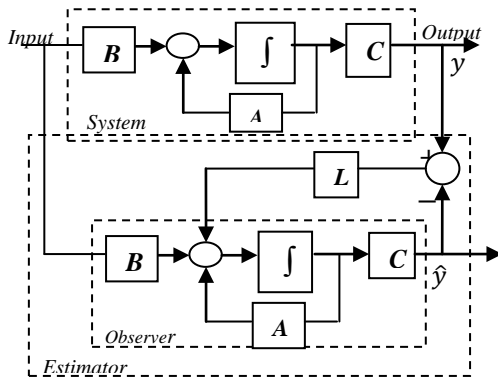 Input
Output
B
∫
C
y
A
System
+
L
−
B
∫
C
ŷ
A
Observer
Estimator